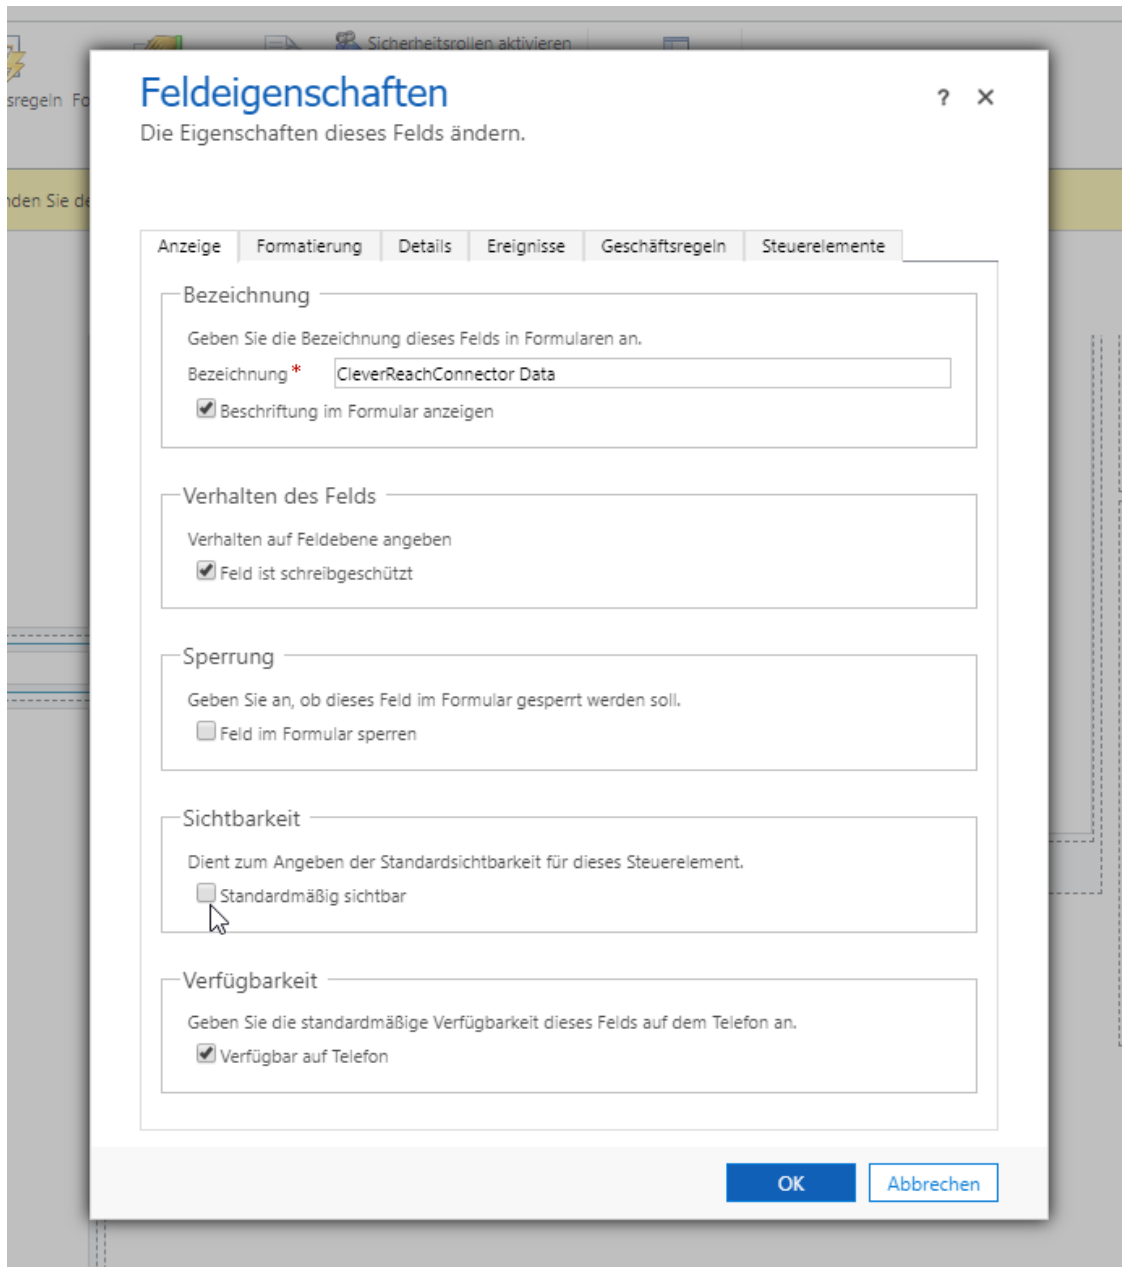 Sicherheitsrollen aktivieren
sregeln Fo
nden Sie de
Feldeigenschaften
? ×
Die Eigenschaften dieses Felds ändern.
Anzeige Formatierung Details Ereignisse Geschäftsregeln Steuerelemente
Bezeichnung
Geben Sie die Bezeichnung dieses Felds in Formularen an.
Bezeichnung * CleverReachConnector Data
Beschriftung im Formular anzeigen
Verhalten des Felds
Verhalten auf Feldebene angeben
Feld ist schreibgeschützt
Sperrung
Geben Sie an, ob dieses Feld im Formular gesperrt werden soll.
Feld im Formular sperren
Sichtbarkeit
Dient zum Angeben der Standardsichtbarkeit für dieses Steuerelement.
Standardmäßig sichtbar
Verfügbarkeit
Geben Sie die standardmäßige Verfügbarkeit dieses Felds auf dem Telefon an.
Verfügbar auf Telefon
OK Abbrechen